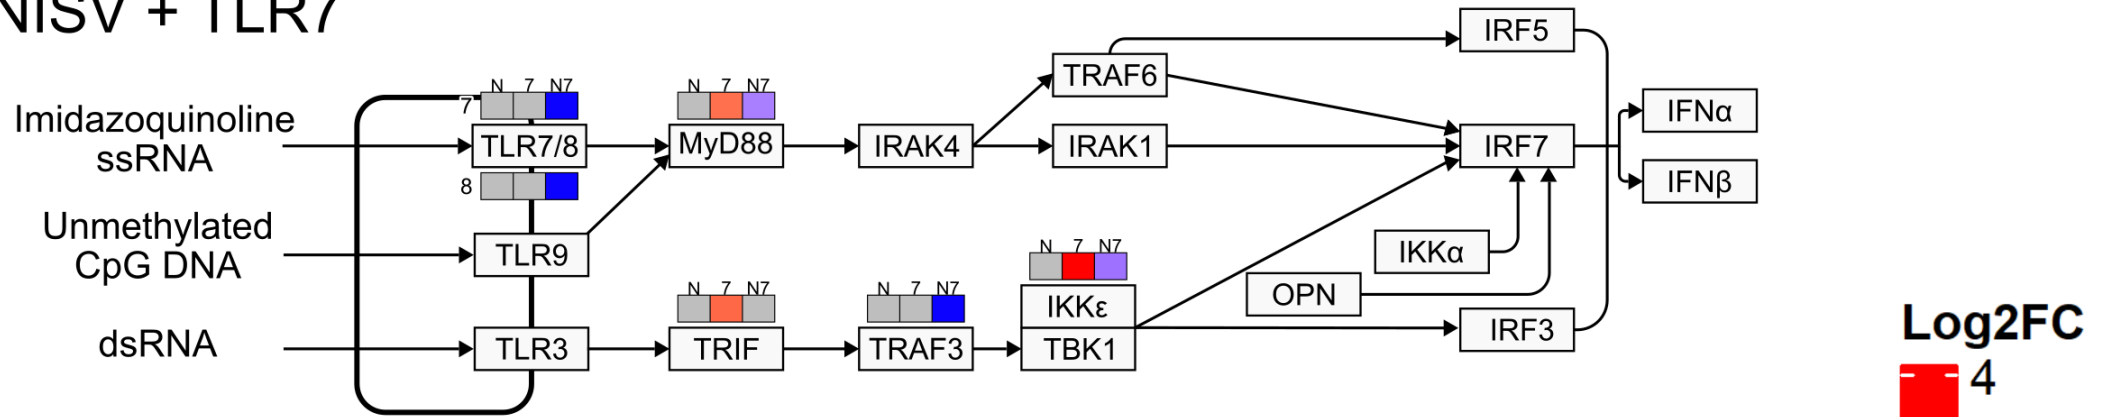 NISV + TLR7
Imidazoquinoline
ssRNA
Unmethylated
CpG DNA
dsRNA
N 7 N7
7
TLR7/8
8
TLR9
TLR3
N 7 N7
MyD88
N 7 N7
TRIF
IRAK4
N 7 N7
TRAF3
TRAF6
IRAK1
N 7 N7
IKKε
TBK1
OPN
IKKα
IRF5
IRF7
IRF3
IFNα
IFNβ
Log2FC
4